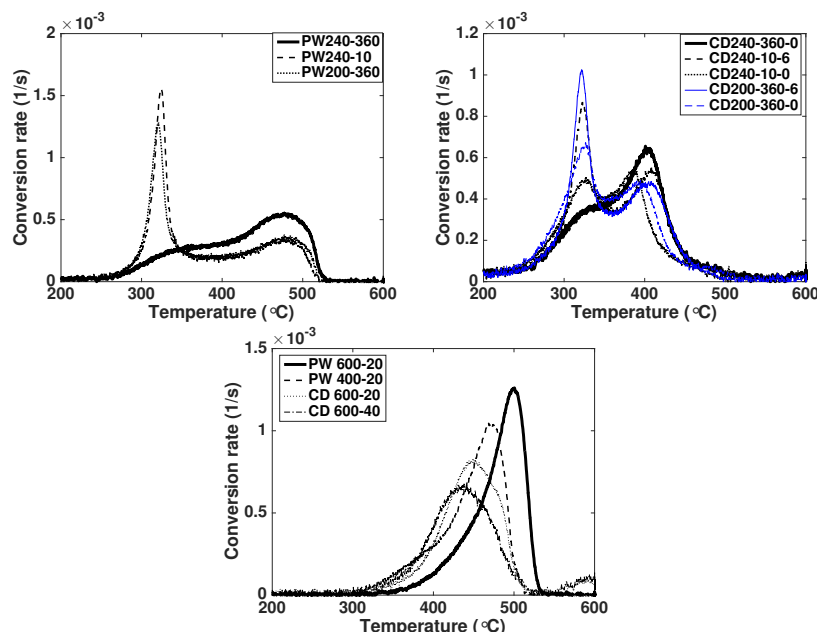 × 10⁻³
2
1.5
1
0.5
0
Conversion rate (1/s)
200 300 400 500 600
Temperature (°C)
PW240-360
PW240-10
PW200-360
× 10⁻³
1.2
1
0.8
0.6
0.4
0.2
0
Conversion rate (1/s)
200 300 400 500 600
Temperature (°C)
CD240-360-0
CD240-10-6
CD240-10-0
CD200-360-6
CD200-360-0
× 10⁻³
1.5
1
0.5
0
Conversion rate (1/s)
200 300 400 500 600
Temperature (°C)
PW 600-20
PW 400-20
CD 600-20
CD 600-40